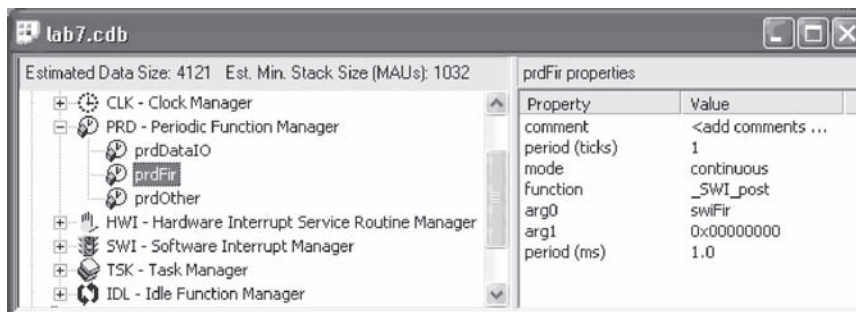 lab7.cdb
Estimated Data Size: 4121 Est. Min. Stack Size (MAUs): 1032
CLK - Clock Manager
PRD - Periodic Function Manager
prdDataIO
prdFir
prdOther
HWI - Hardware Interrupt Service Routine Manager
SWI - Software Interrupt Manager
TSK - Task Manager
IDL - Idle Function Manager
prdFir properties
Property Value
comment <add comments ...
period (ticks) 1
mode continuous
function _SWI_post
arg0 swiFir
arg1 0x00000000
period (ms) 1.0